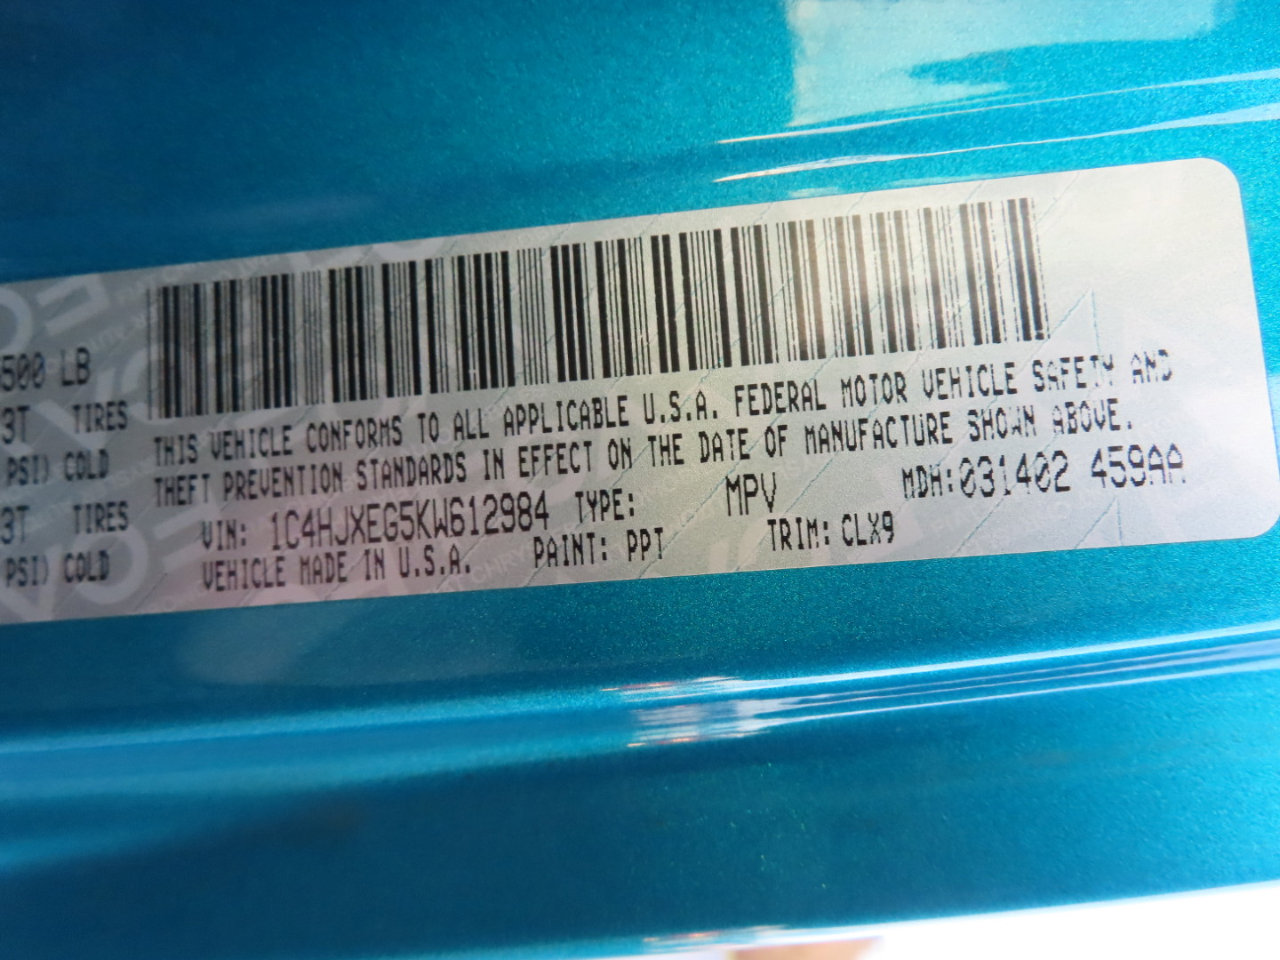 500 LB
3T TIRES
PSI) COLD
3T TIRES
PSI) COLD
THIS VEHICLE CONFORMS TO ALL APPLICABLE U.S.A. FEDERAL MOTOR VEHICLE SAFETY AND
THEFT PREVENTION STANDARDS IN EFFECT ON THE DATE OF MANUFACTURE SHOWN ABOVE.
VIN: 1C4HJXEG5KW612984 TYPE: MPV MDH:031402 459AA
VEHICLE MADE IN U.S.A. PAINT: PPT TRIM: CLX9